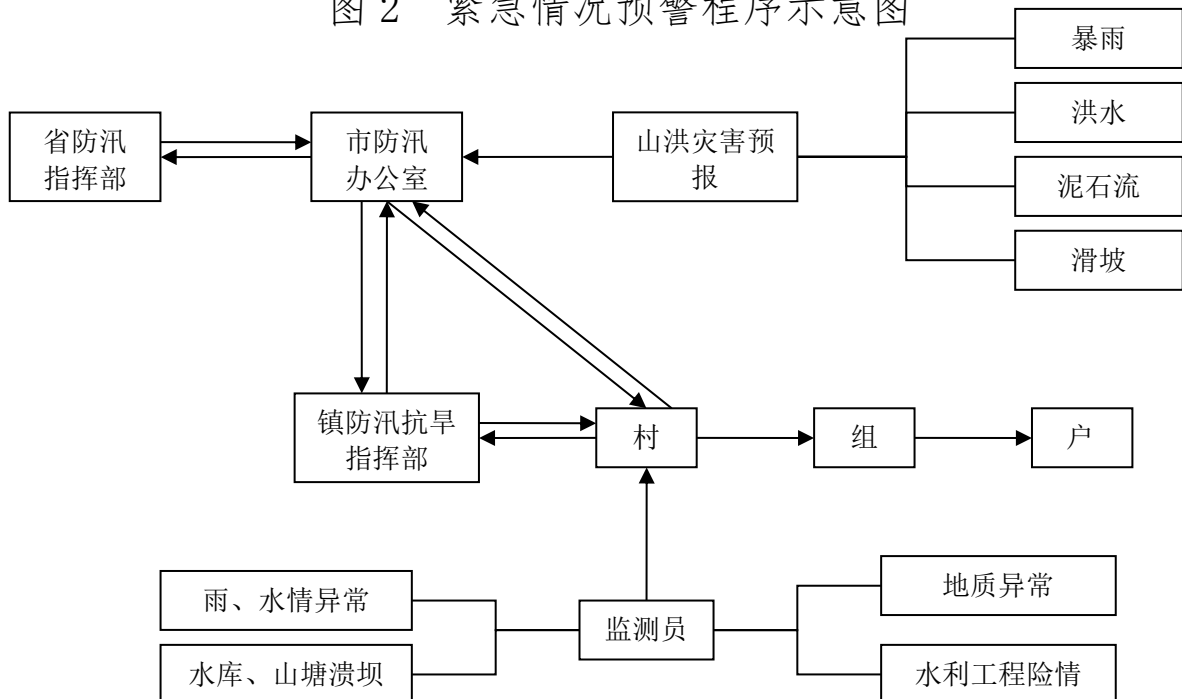 图 2 紧急情况预警程序示意图
暴雨
省防汛
指挥部
市防汛
办公室
山洪灾害预
报
洪水
泥石流
滑坡
镇防汛抗旱
指挥部
村
组
户
雨、水情异常
地质异常
监测员
水库、山塘溃坝
水利工程险情